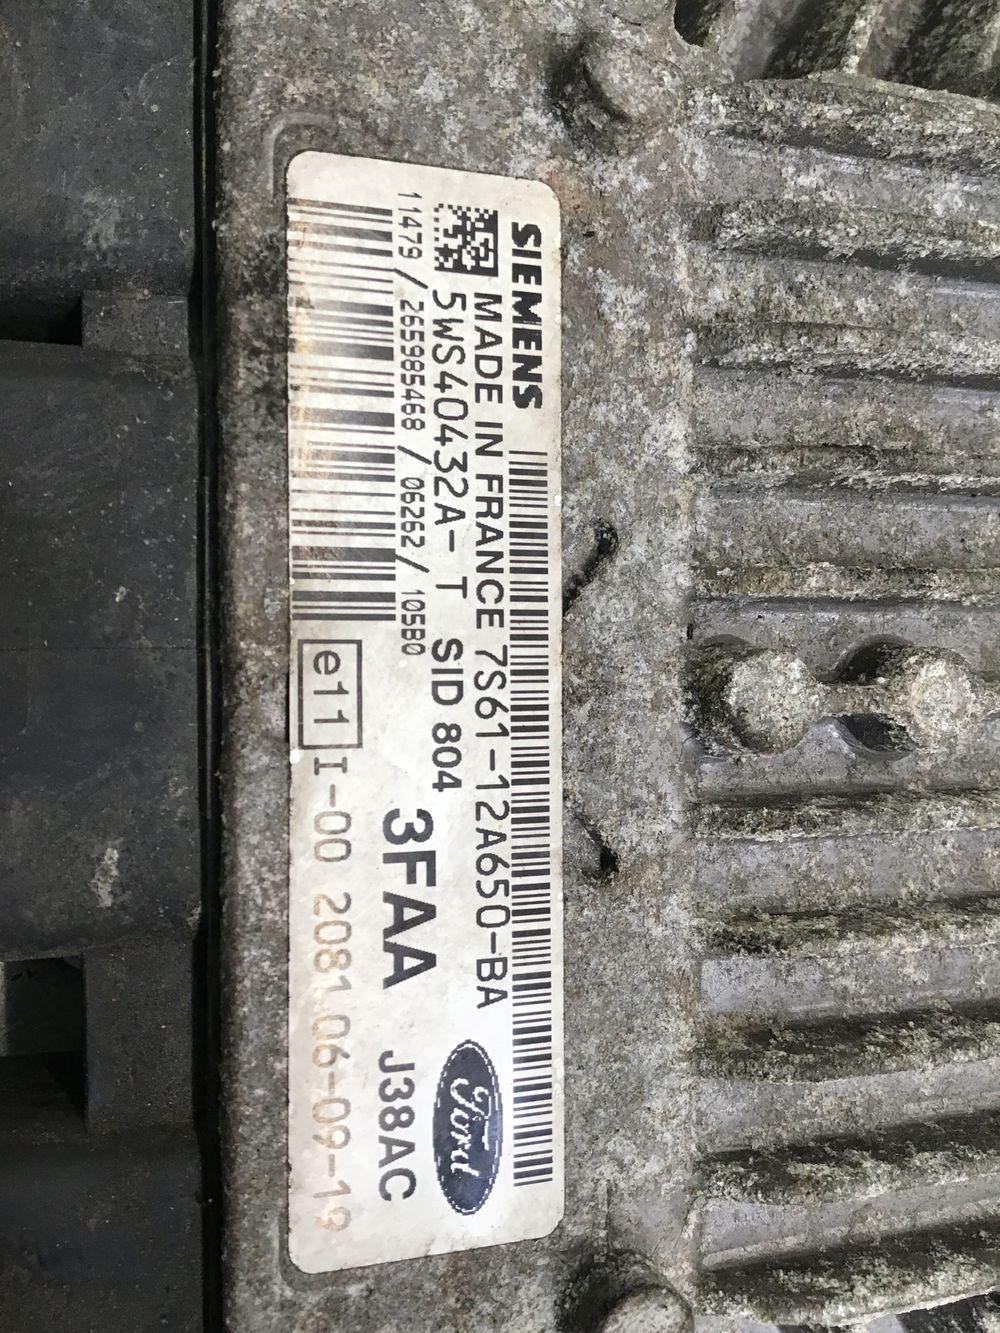 SIEMENS
MADE IN FRANCE 7S61-12A650-BA
5WS40432A- T SID 804
Ford
11479 / 265985468 / 06262 / 10580
3FAA J38AC
e11 I-00 2081 06-09-19